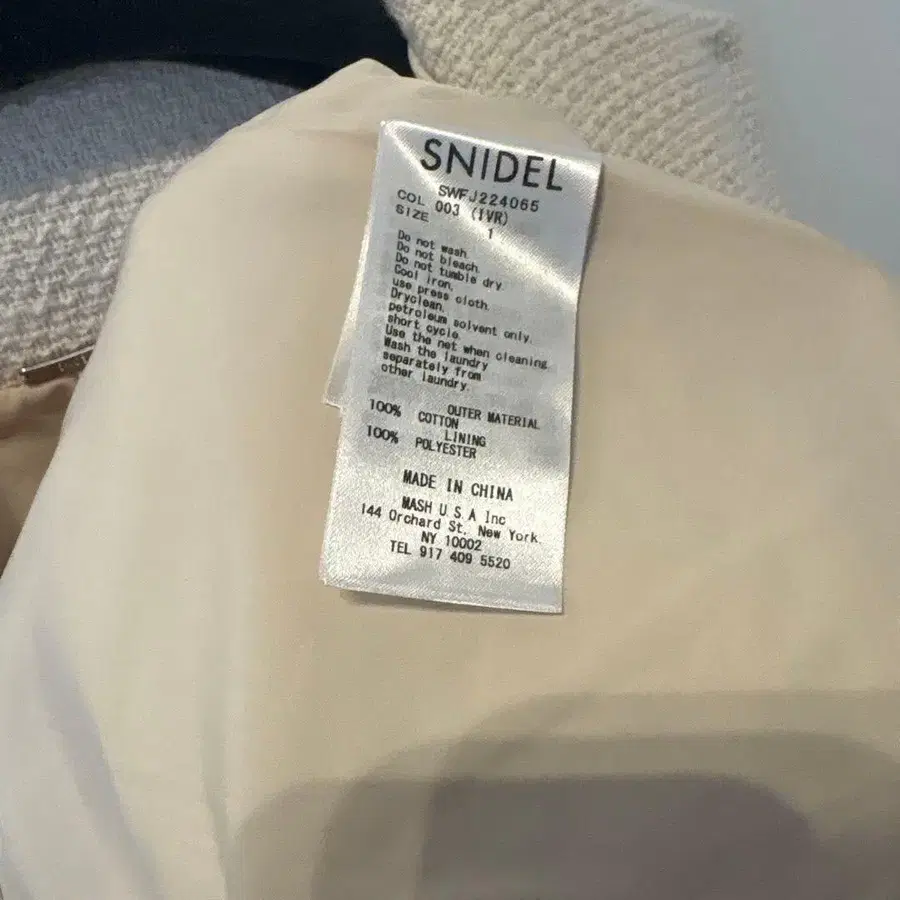 SNIDEL
SWFJ224065
COL 003 (IVR)
SIZE 1
Do not wash.
Do not bleach.
Do not tumble dry.
Cool iron,
use press cloth.
Dryclean,
petroleum solvent only,
short cycle.
Use the net when cleaning.
Wash the laundry
separately from
other laundry.
OUTER MATERIAL
100% COTTON
LINING
100% POLYESTER
MADE IN CHINA
MASH U.S.A Inc
144 Orchard St. New York.
NY 10002
TEL 917 409 5520